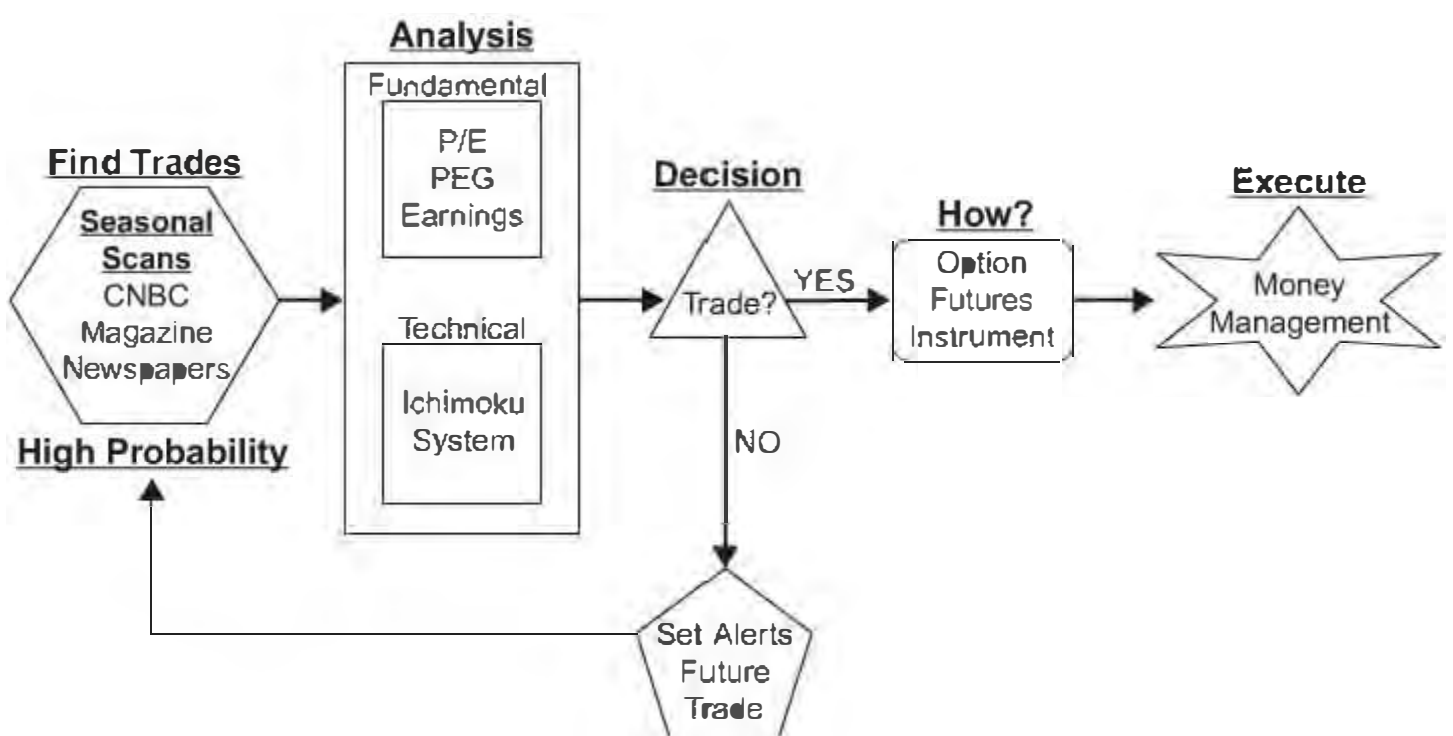 Find Trades
Seasonal
Scans
CNBC
Magazine
Newspapers
High Probability
Analysis
Fundamental
P/E
PEG
Earnings
Technical
Ichimoku
System
Decision
Trade?
YES
NO
How?
Option
Futures
Instrument
Execute
Money
Management
Set Alerts
Future
Trade